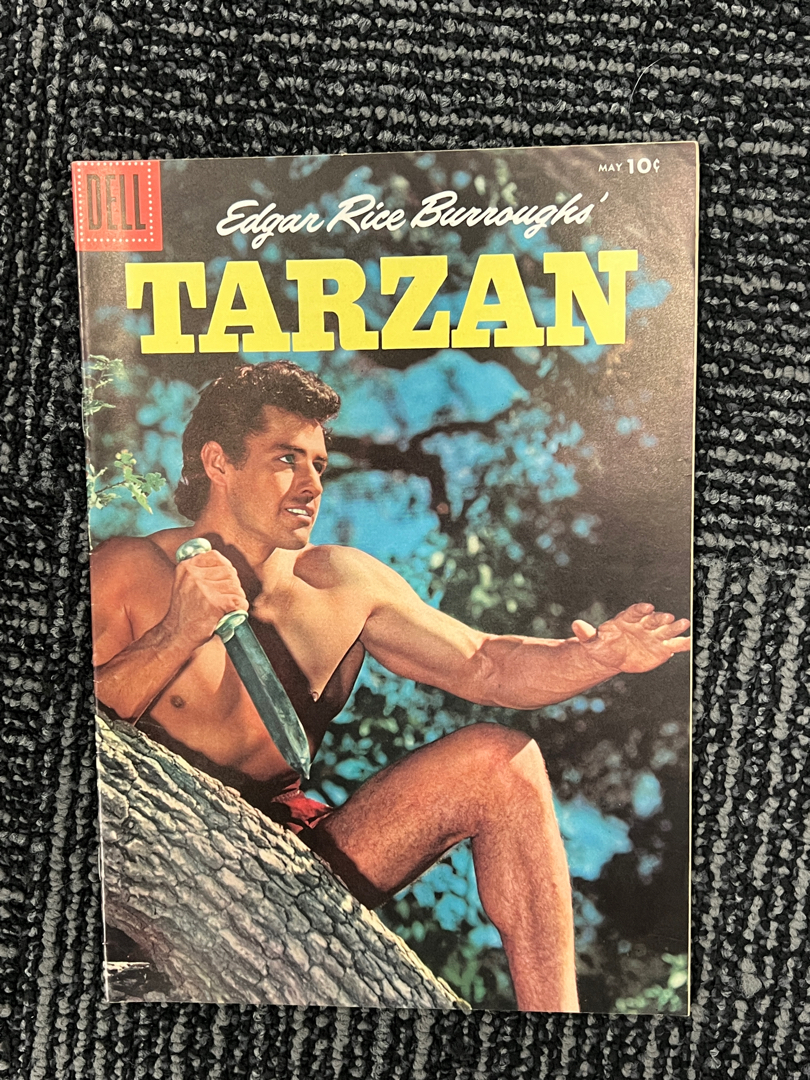 DELL
MAY 10¢
Edgar Rice Burroughs'
TARZAN